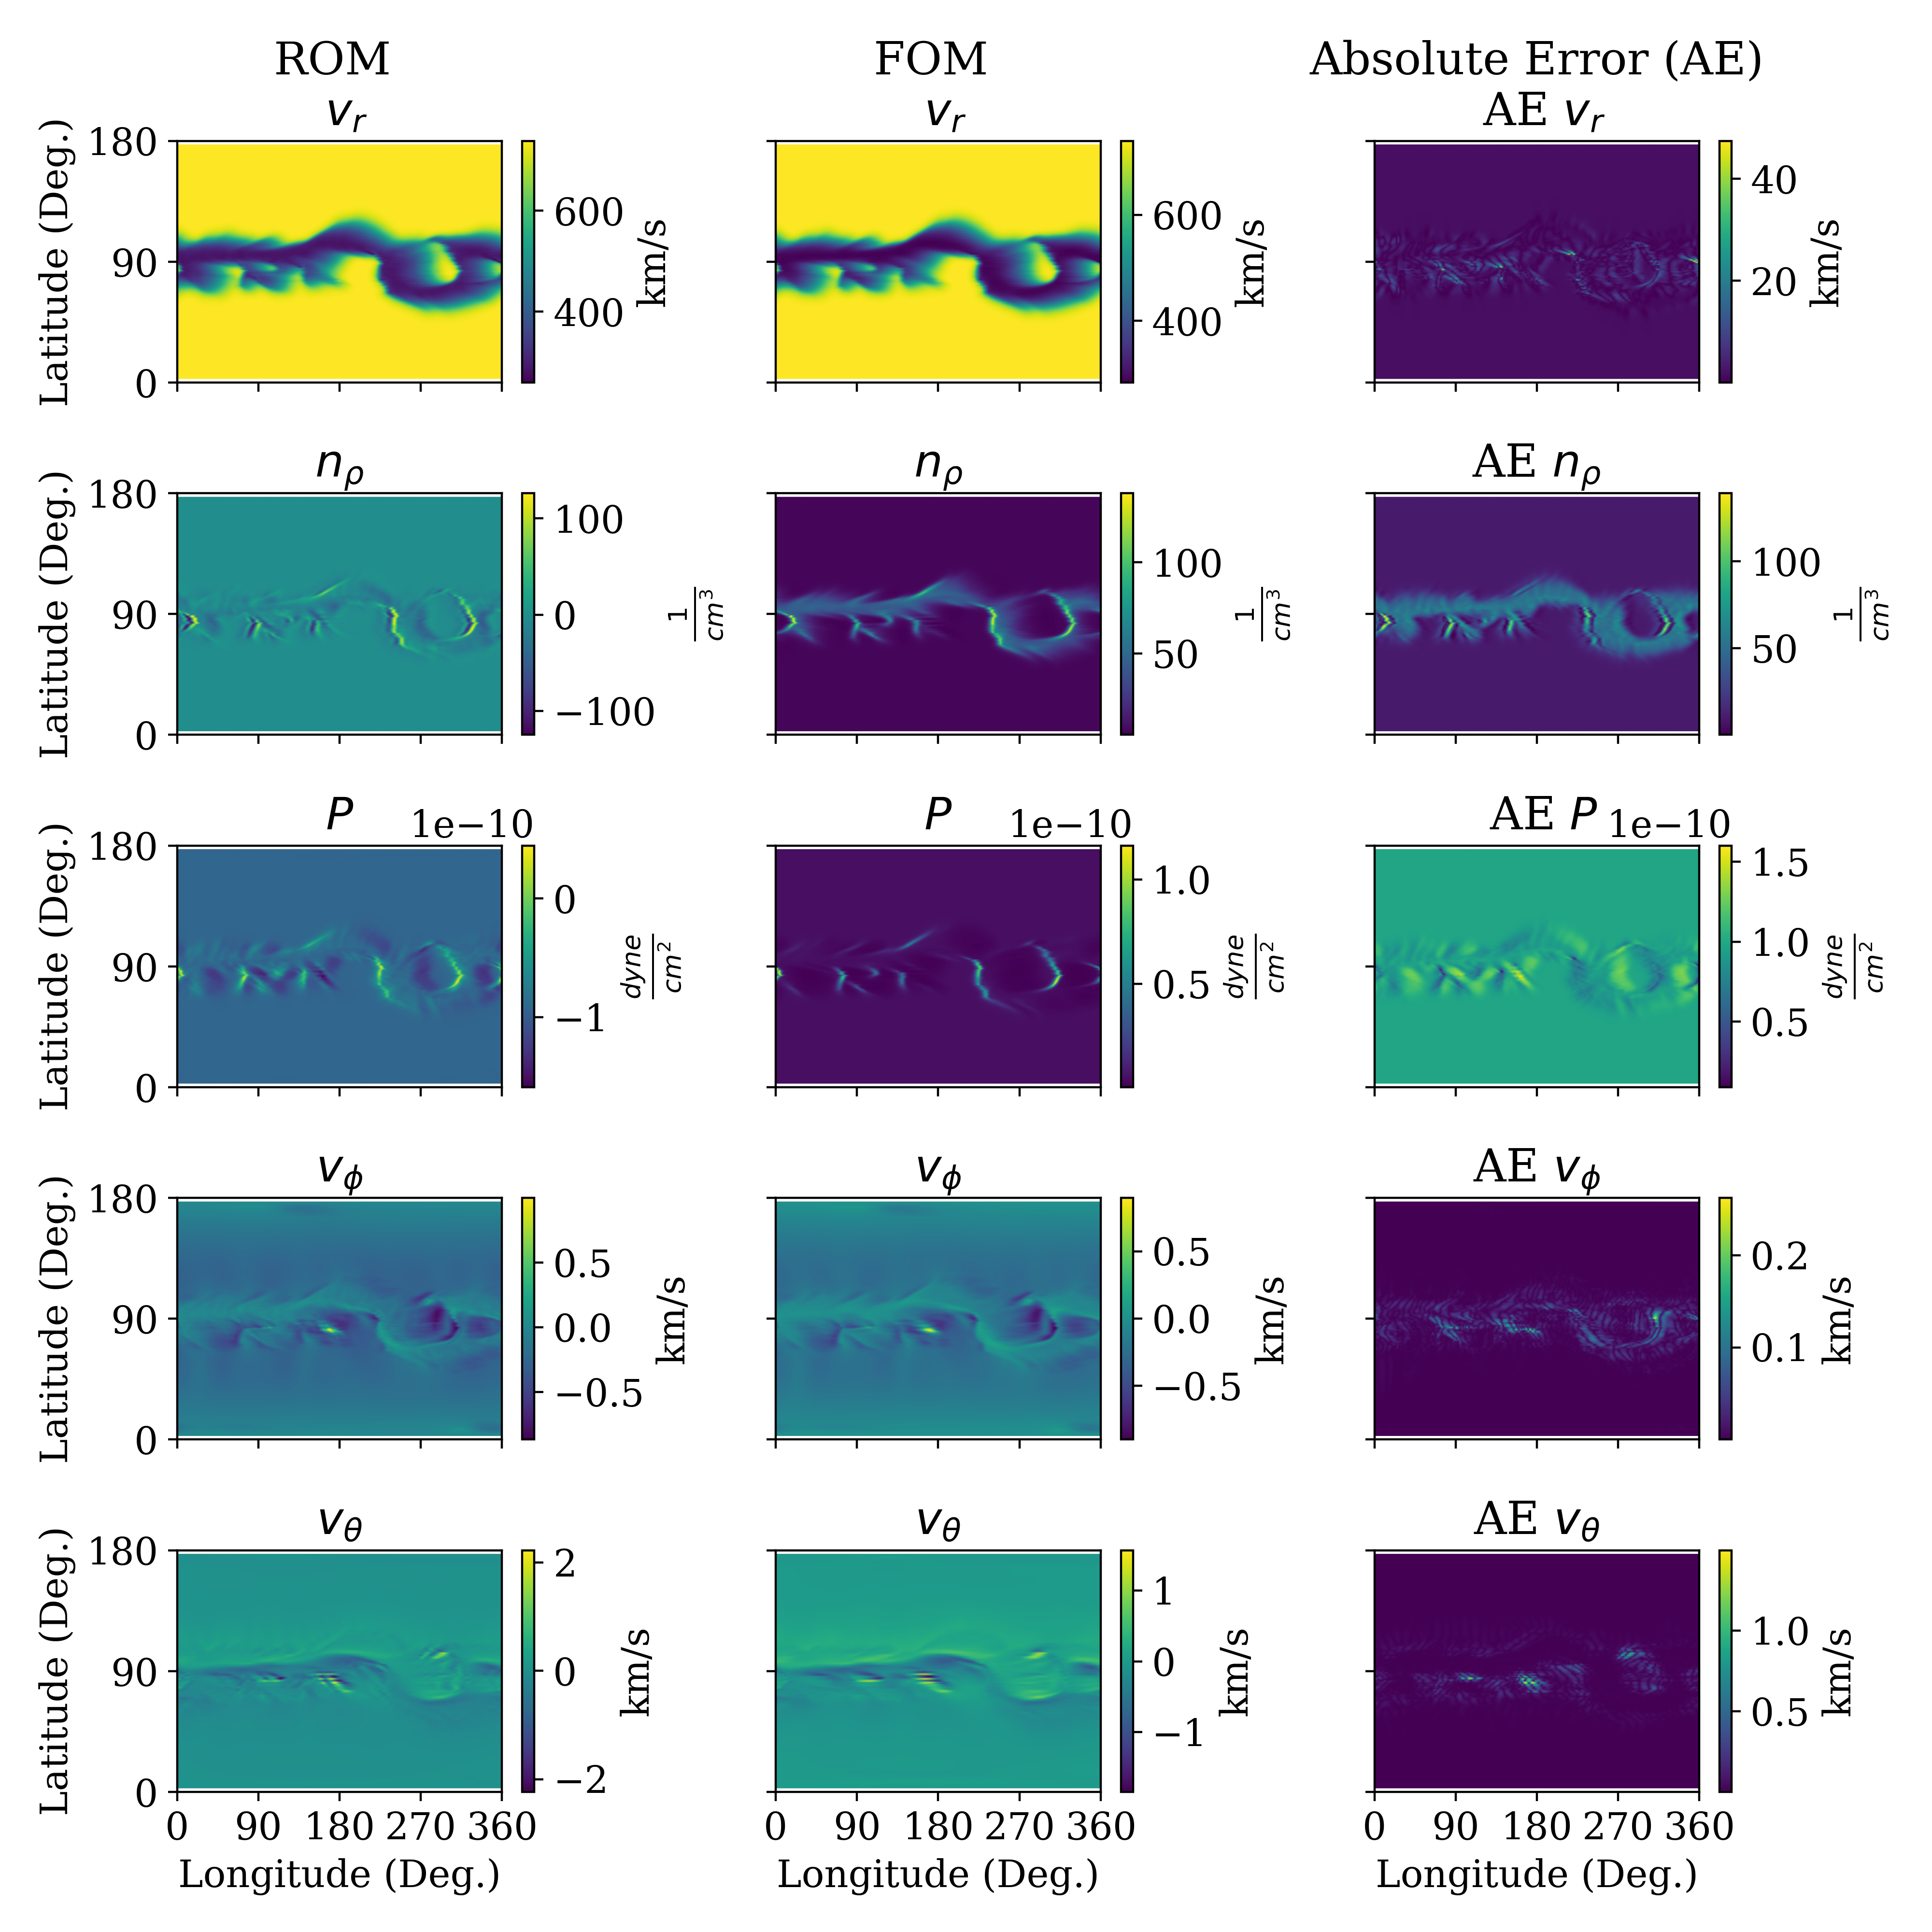 ROM FOM Absolute Error (AE)
v_r v_r AE v_r
Latitude (Deg.) 180 90 0 600 400 km/s 600 400 km/s 40 20 km/s
n_ρ n_ρ AE n_ρ
Latitude (Deg.) 180 90 0 100 0 −100 1/cm³ 100 50 1/cm³ 100 50 1/cm³
P 1e−10 P 1e−10 AE P 1e−10
Latitude (Deg.) 180 90 0 0 −1 dyne/cm² 1.0 0.5 dyne/cm² 1.5 1.0 0.5 dyne/cm²
v_ϕ v_ϕ AE v_ϕ
Latitude (Deg.) 180 90 0 0.5 0.0 −0.5 km/s 0.5 0.0 −0.5 km/s 0.2 0.1 km/s
v_θ v_θ AE v_θ
Latitude (Deg.) 180 90 0 2 0 −2 km/s 1 0 −1 km/s 1.0 0.5 km/s
0 90 180 270 360 0 90 180 270 360 0 90 180 270 360
Longitude (Deg.) Longitude (Deg.) Longitude (Deg.)